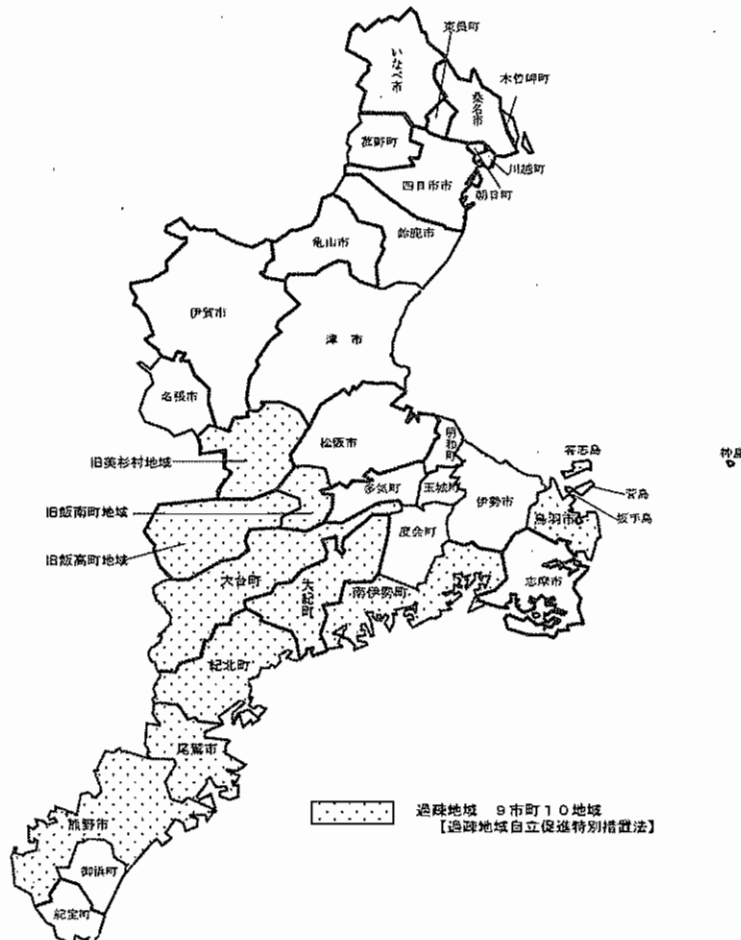 東員町
いなべ市
木曽岬町
桑名市
菰野町
川越町
四日市市
朝日町
鈴鹿市
亀山市
伊賀市
津市
名張市
松阪市
明和町
旧美杉村地域
答志島
神島
多気町
玉城町
伊勢市
菅島
旧飯南町地域
鳥羽市
坂手島
度会町
旧飯高町地域
大台町
大紀町
南伊勢町
志摩市
紀北町
尾鷲市
過疎地域 9市町10地域
【過疎地域自立促進特別措置法】
熊野市
御浜町
紀宝町